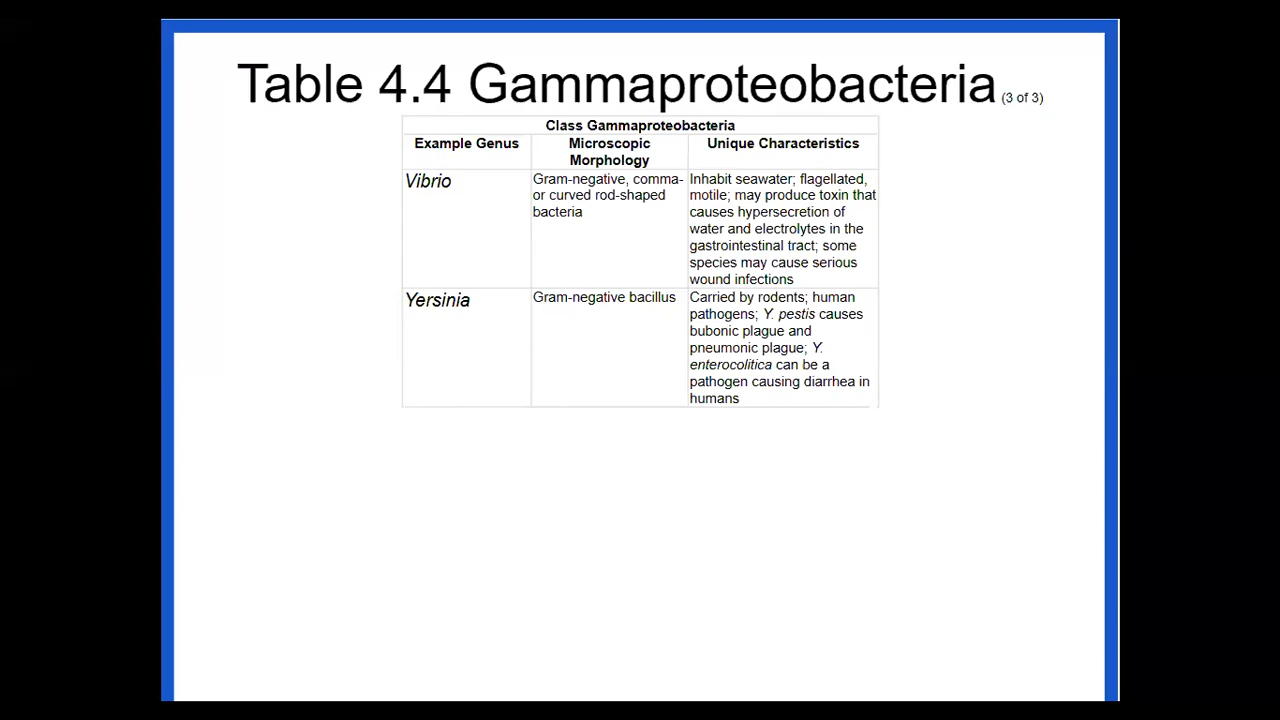 Table 4.4 Gammaproteobacteria (3 of 3)
Class Gammaproteobacteria
Example Genus
Microscopic
Morphology
Unique Characteristics
Vibrio
Gram-negative, comma-
or curved rod-shaped
bacteria
Inhabit seawater; flagellated,
motile; may produce toxin that
causes hypersecretion of
water and electrolytes in the
gastrointestinal tract; some
species may cause serious
wound infections
Yersinia
Gram-negative bacillus
Carried by rodents; human
pathogens; Y. pestis causes
bubonic plague and
pneumonic plague; Y.
enterocolitica can be a
pathogen causing diarrhea in
humans